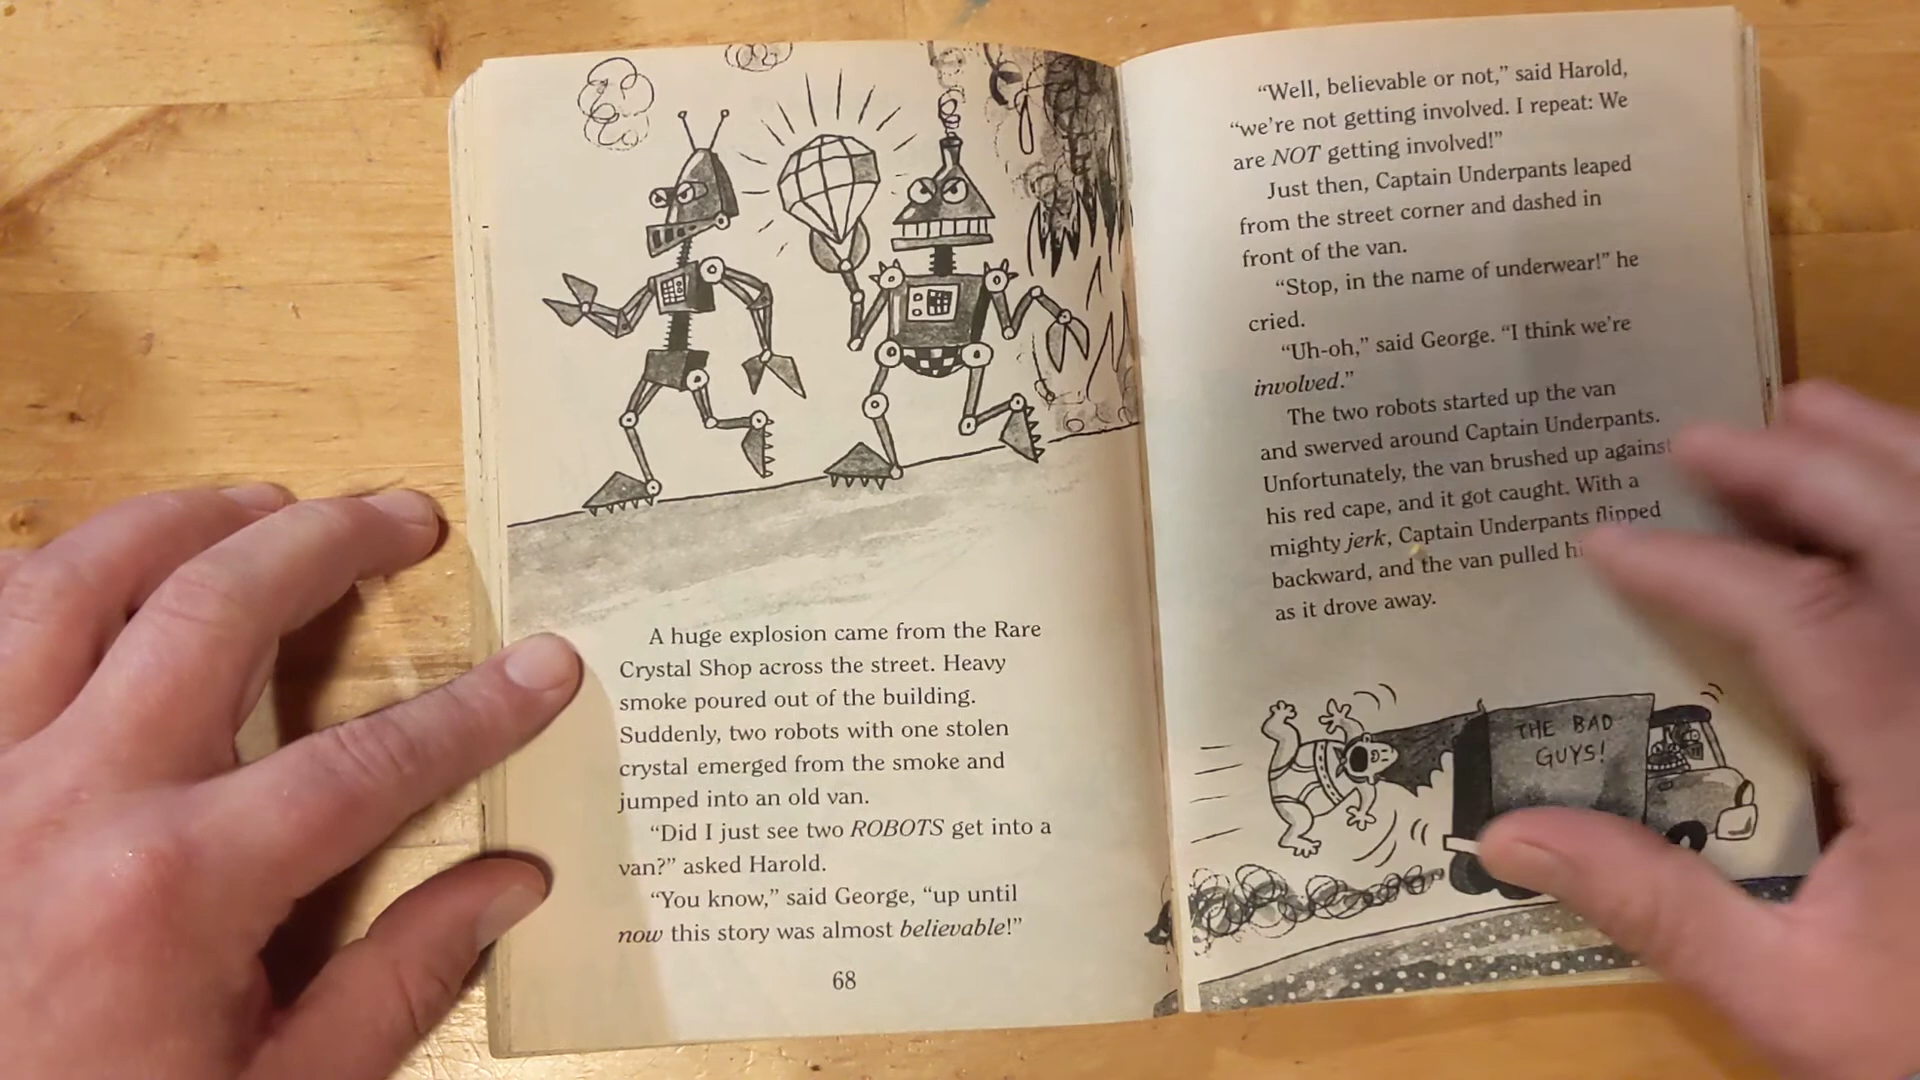 A huge explosion came from the Rare
Crystal Shop across the street. Heavy
smoke poured out of the building.
Suddenly, two robots with one stolen
crystal emerged from the smoke and
jumped into an old van.
“Did I just see two ROBOTS get into a
van?” asked Harold.
“You know,” said George, “up until
now this story was almost believable!”
68
“Well, believable or not,” said Harold,
“we’re not getting involved. I repeat: We
are NOT getting involved!”
Just then, Captain Underpants leaped
from the street corner and dashed in
front of the van.
“Stop, in the name of underwear!” he
cried.
“Uh-oh,” said George. “I think we’re
involved.”
The two robots started up the van
and swerved around Captain Underpants.
Unfortunately, the van brushed up against
his red cape, and it got caught. With a
mighty jerk, Captain Underpants flipped
backward, and the van pulled
as it drove away.
THE BAD
GUYS!